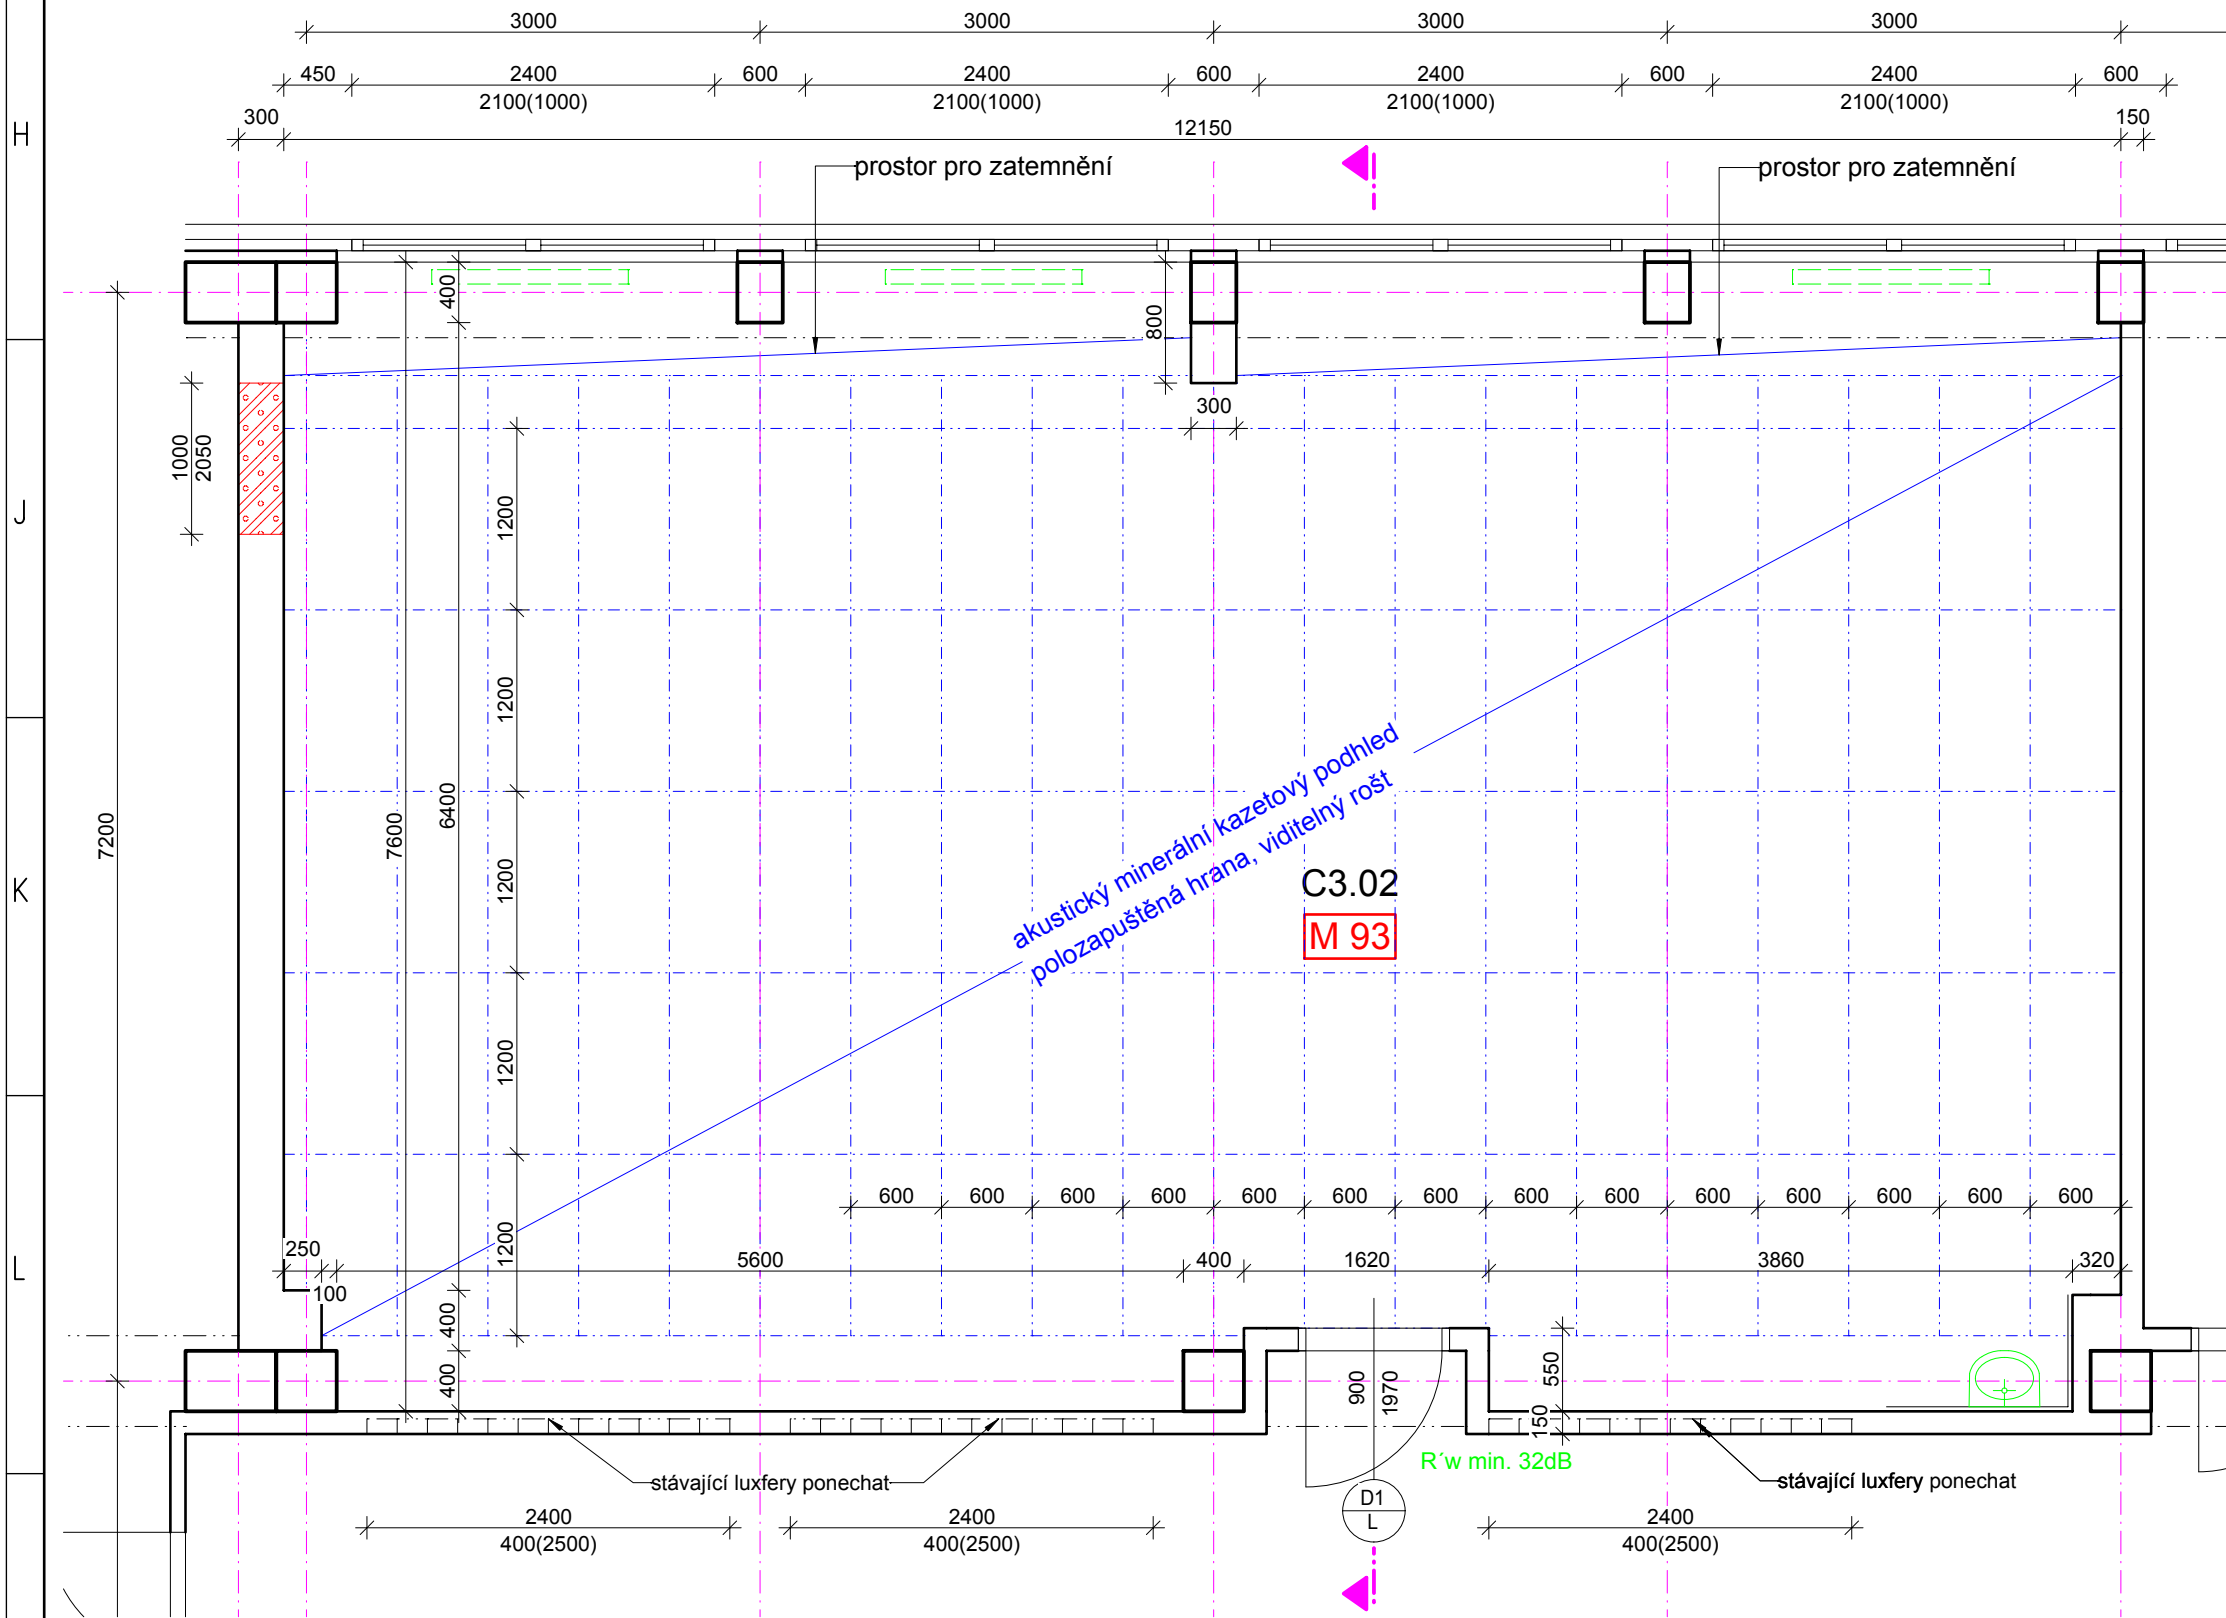 3000 3000 3000 3000
450 2400 600 2400 600 2400 600 2400 600
2100(1000) 2100(1000) 2100(1000) 2100(1000)
300 12150 150
H
prostor pro zatemnění prostor pro zatemnění
400
800
300
1000
2050
J
1200
1200
7200
7600
6400
1200
akustický minerální kazetový podhled
polozapuštěná hrana, viditelný rošt
C3.02
M 93
K
1200
600 600 600 600 600 600 600 600 600 600 600 600 600 600
1200
L
250 5600 400 1620 3860 320
100
400
400
900
1970
550
150
R´w min. 32dB
stávající luxfery ponechat stávající luxfery ponechat
D1
L
2400 2400 2400
400(2500) 400(2500) 400(2500)